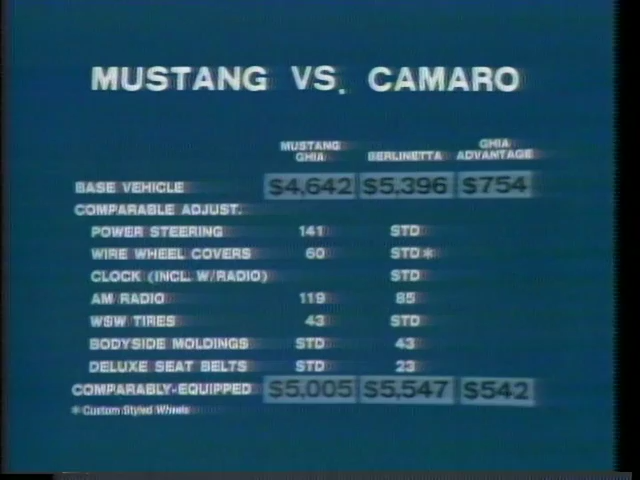 MUSTANG VS. CAMARO
MUSTANG GHIA BERLINETTA GHIA ADVANTAGE
BASE VEHICLE $4,642 $5,396 $754
COMPARABLE ADJUST.
POWER STEERING 141 STD
WIRE WHEEL COVERS 60 STD*
CLOCK (INCL. W/RADIO) STD
AM RADIO 119 85
WSW TIRES 43 STD
BODYSIDE MOLDINGS STD 43
DELUXE SEAT BELTS STD 23
COMPARABLY-EQUIPPED $5,005 $5,547 $542
*Custom Styled Wheels